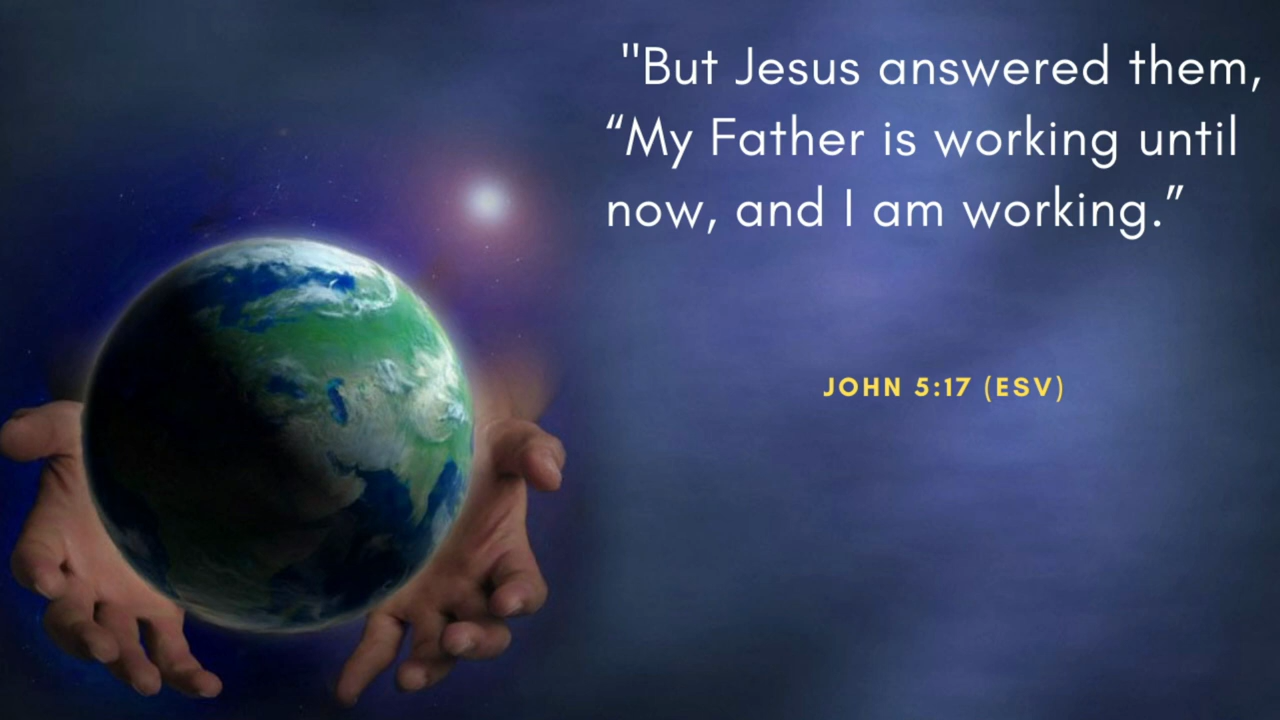 "But Jesus answered them,
“My Father is working until
now, and I am working.”
JOHN 5:17 (ESV)